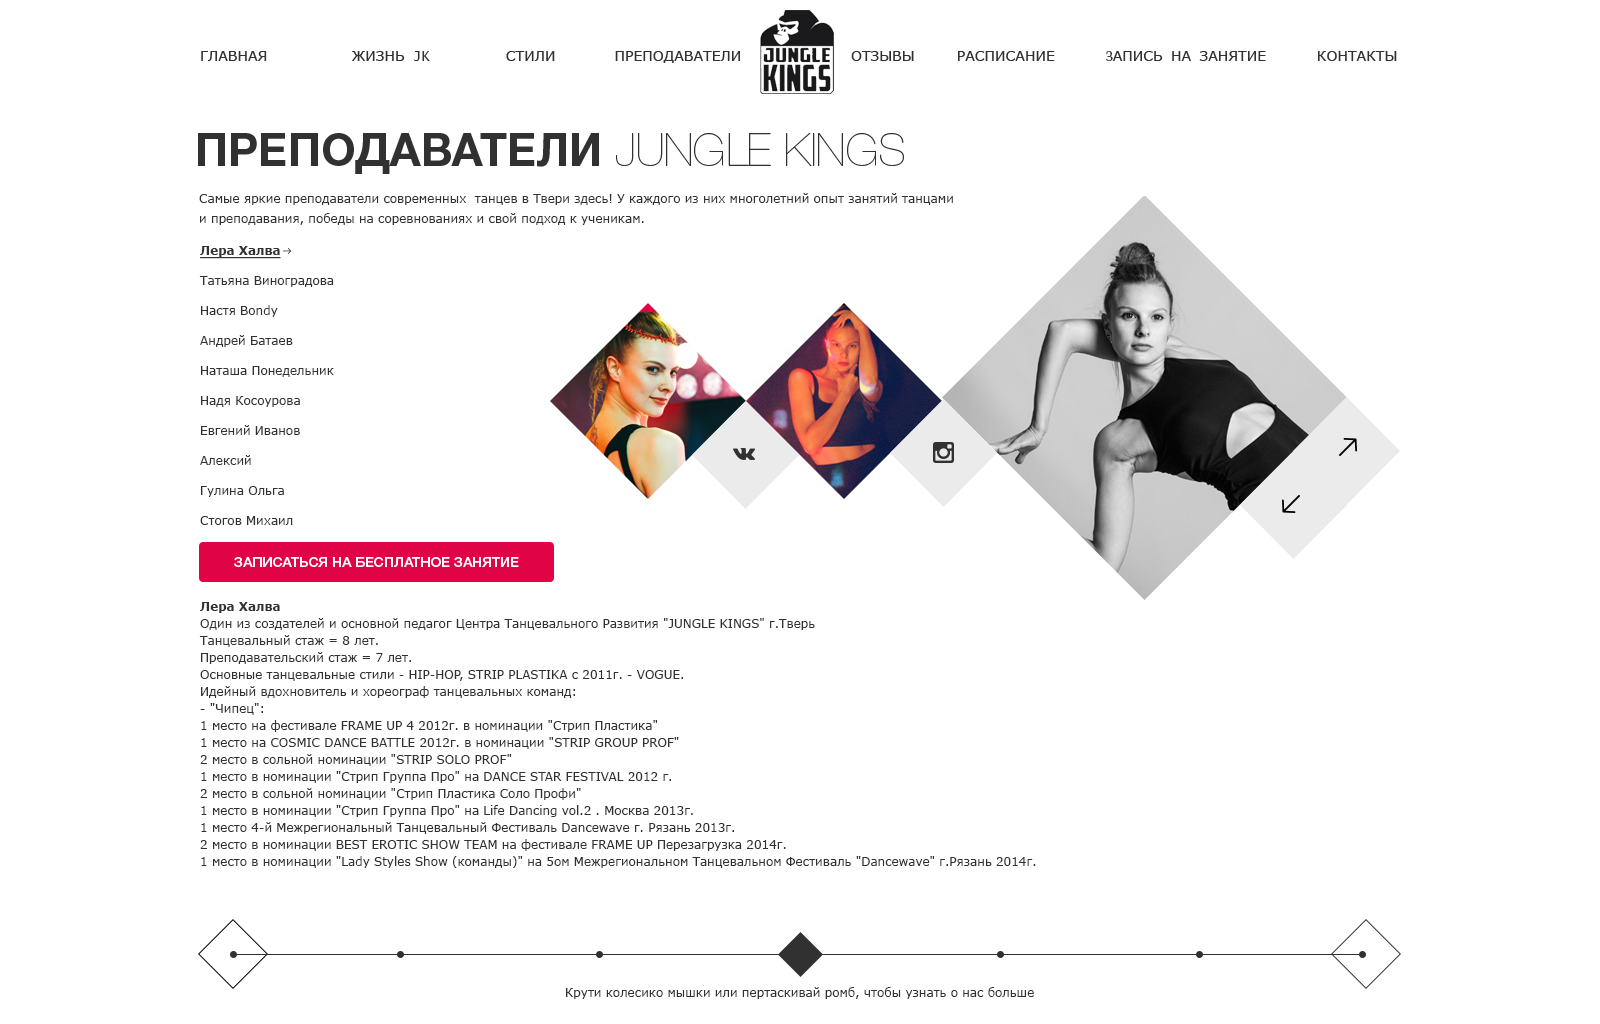 ГЛАВНАЯ ЖИЗНЬ JK СТИЛИ ПРЕПОДАВАТЕЛИ JUNGLE KINGS ОТЗЫВЫ РАСПИСАНИЕ ЗАПИСЬ НА ЗАНЯТИЕ КОНТАКТЫ
ПРЕПОДАВАТЕЛИ JUNGLE KINGS
Самые яркие преподаватели современных танцев в Твери здесь! У каждого из них многолетний опыт занятий танцами
и преподавания, победы на соревнованиях и свой подход к ученикам.
Лера Халва→
Татьяна Виноградова
Настя Bondy
Андрей Батаев
Наташа Понедельник
Надя Косоурова
Евгений Иванов
Алексий
Гулина Ольга
Стогов Михаил
ЗАПИСАТЬСЯ НА БЕСПЛАТНОЕ ЗАНЯТИЕ
Лера Халва
Один из создателей и основной педагог Центра Танцевального Развития "JUNGLE KINGS" г.Тверь
Танцевальный стаж = 8 лет.
Преподавательский стаж = 7 лет.
Основные танцевальные стили - HIP-HOP, STRIP PLASTIKA с 2011г. - VOGUE.
Идейный вдохновитель и хореограф танцевальных команд:
- "Чипец":
1 место на фестивале FRAME UP 4 2012г. в номинации "Стрип Пластика"
1 место на COSMIC DANCE BATTLE 2012г. в номинации "STRIP GROUP PROF"
2 место в сольной номинации "STRIP SOLO PROF"
1 место в номинации "Стрип Группа Про" на DANCE STAR FESTIVAL 2012 г.
2 место в сольной номинации "Стрип Пластика Соло Профи"
1 место в номинации "Стрип Группа Про" на Life Dancing vol.2 . Москва 2013г.
1 место 4-й Межрегиональный Танцевальный Фестиваль Dancewave г. Рязань 2013г.
2 место в номинации BEST EROTIC SHOW TEAM на фестивале FRAME UP Перезагрузка 2014г.
1 место в номинации "Lady Styles Show (команды)" на 5ом Межрегиональном Танцевальном Фестиваль "Dancewave" г.Рязань 2014г.
Крути колесико мышки или пертаскивай ромб, чтобы узнать о нас больше